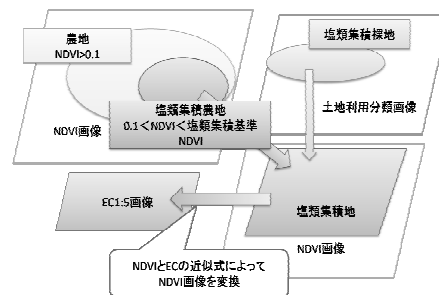 農地
NDVI>0.1
塩類集積裸地
土地利用分類画像
塩類集積農地
0.1<NDVI<塩類集積基準
NDVI
NDVI画像
EC1:5画像
塩類集積地
NDVI画像
NDVIとECの近似式によって
NDVI画像を変換